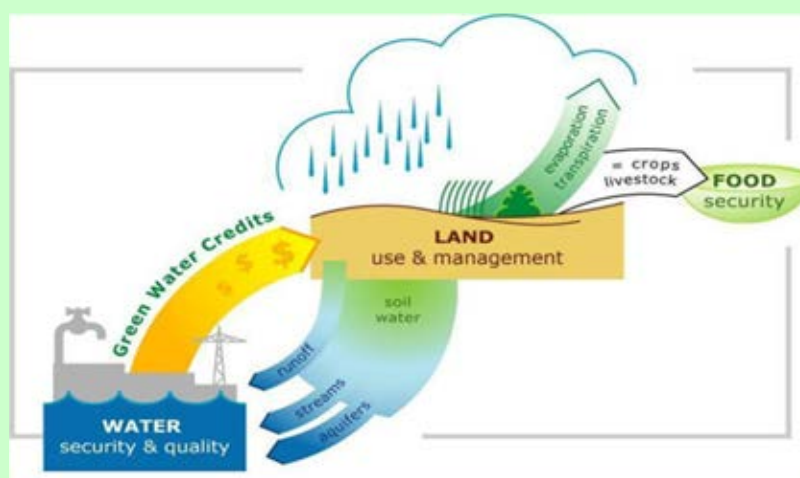 evaporation
transpiration
= crops
livestock
FOOD
security
Green Water Credits
$ $ $
LAND
use & management
soil
water
runoff
streams
aquifers
WATER
security & quality